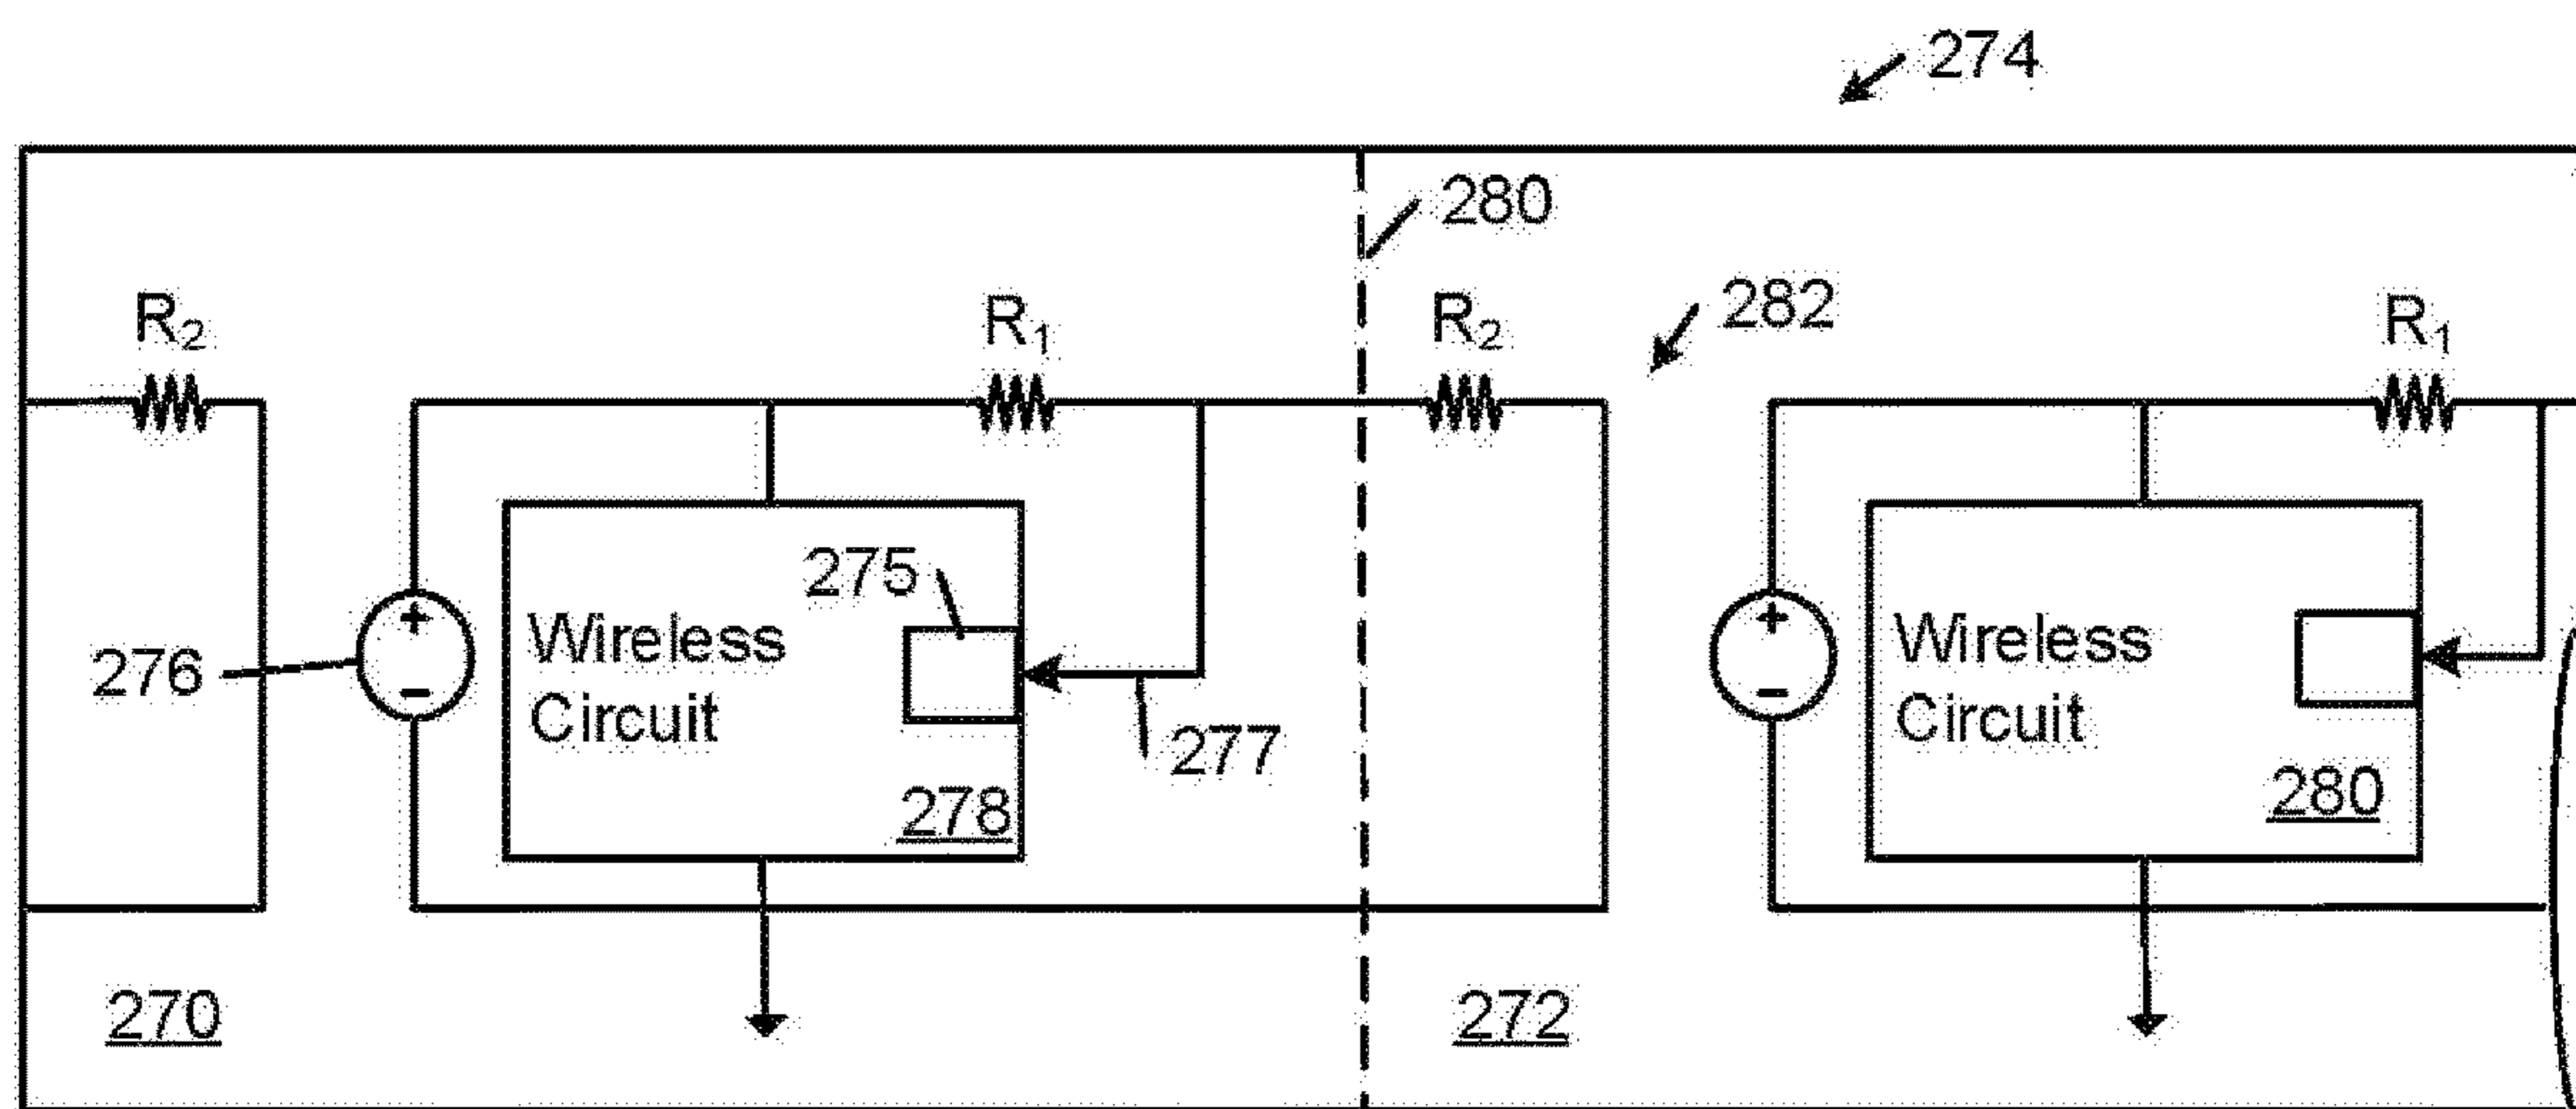 274
280
R2
R1
R2
282
R1
+
+
275
Wireless
Circuit
Wireless
Circuit
276
-
-
277
278
280
270
272